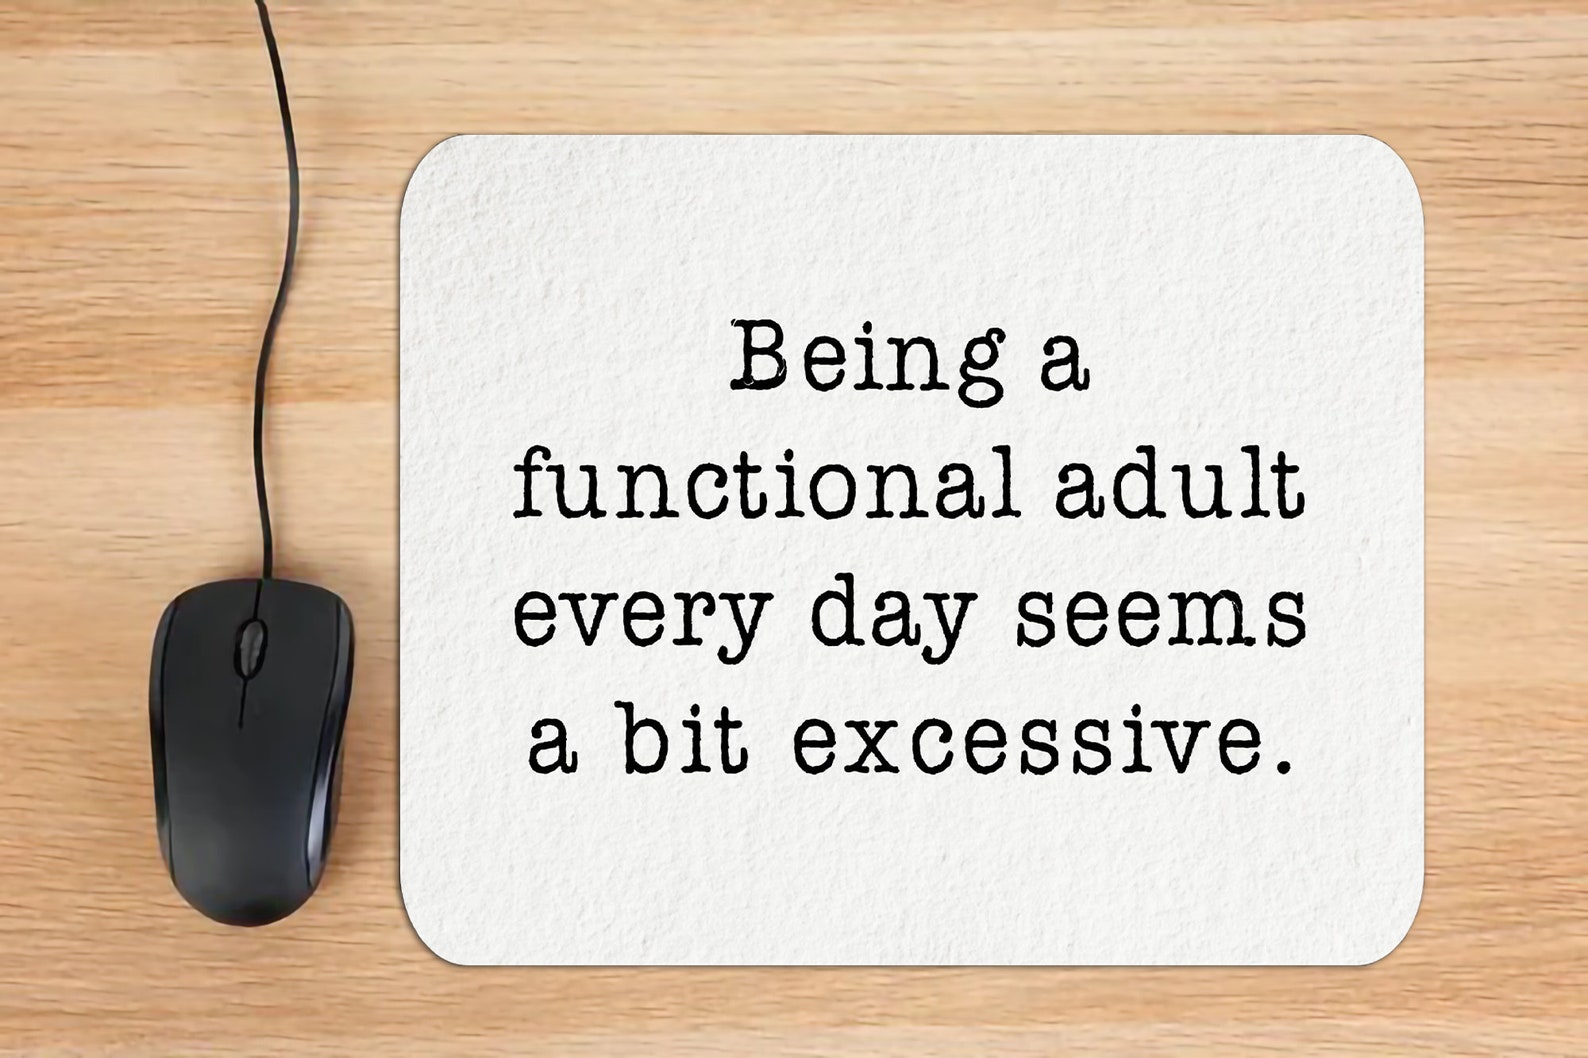 Being a
functional adult
every day seems
a bit excessive.